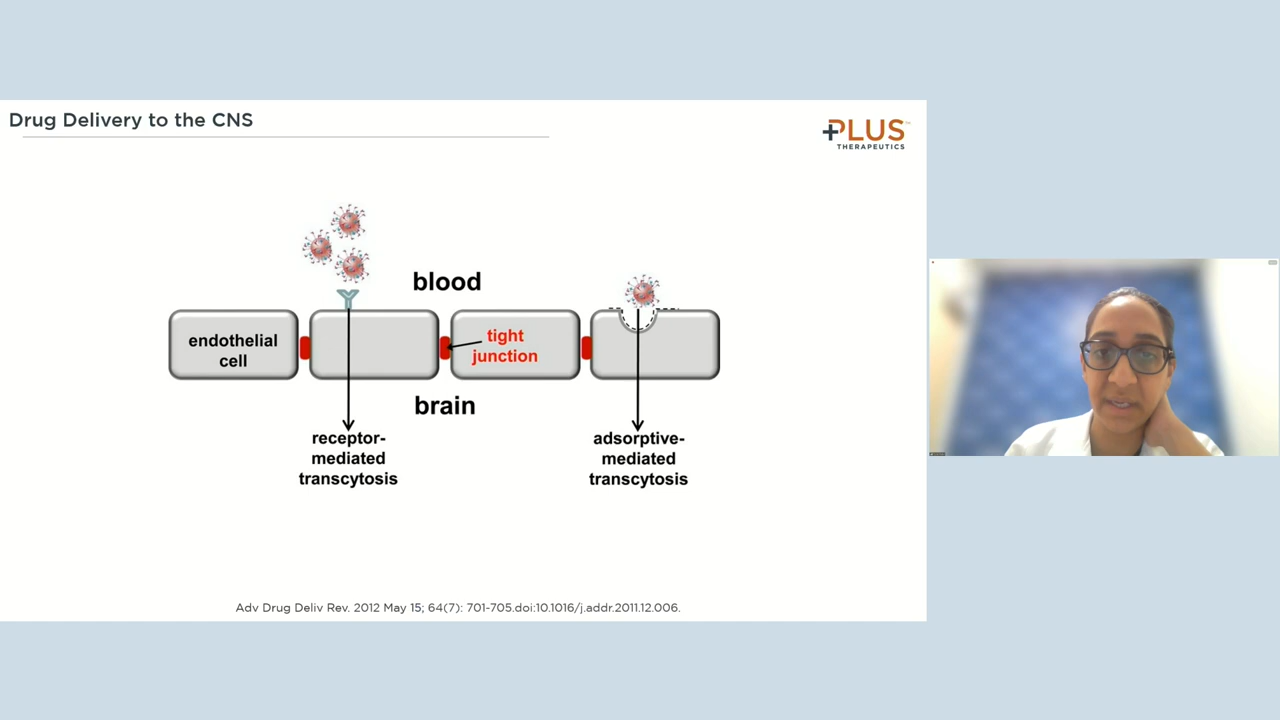 Drug Delivery to the CNS
+PLUS
THERAPEUTICS
blood
endothelial
cell
tight
junction
brain
receptor-
mediated
transcytosis
adsorptive-
mediated
transcytosis
Adv Drug Deliv Rev. 2012 May 15; 64(7): 701-705.doi:10.1016/j.addr.2011.12.006.